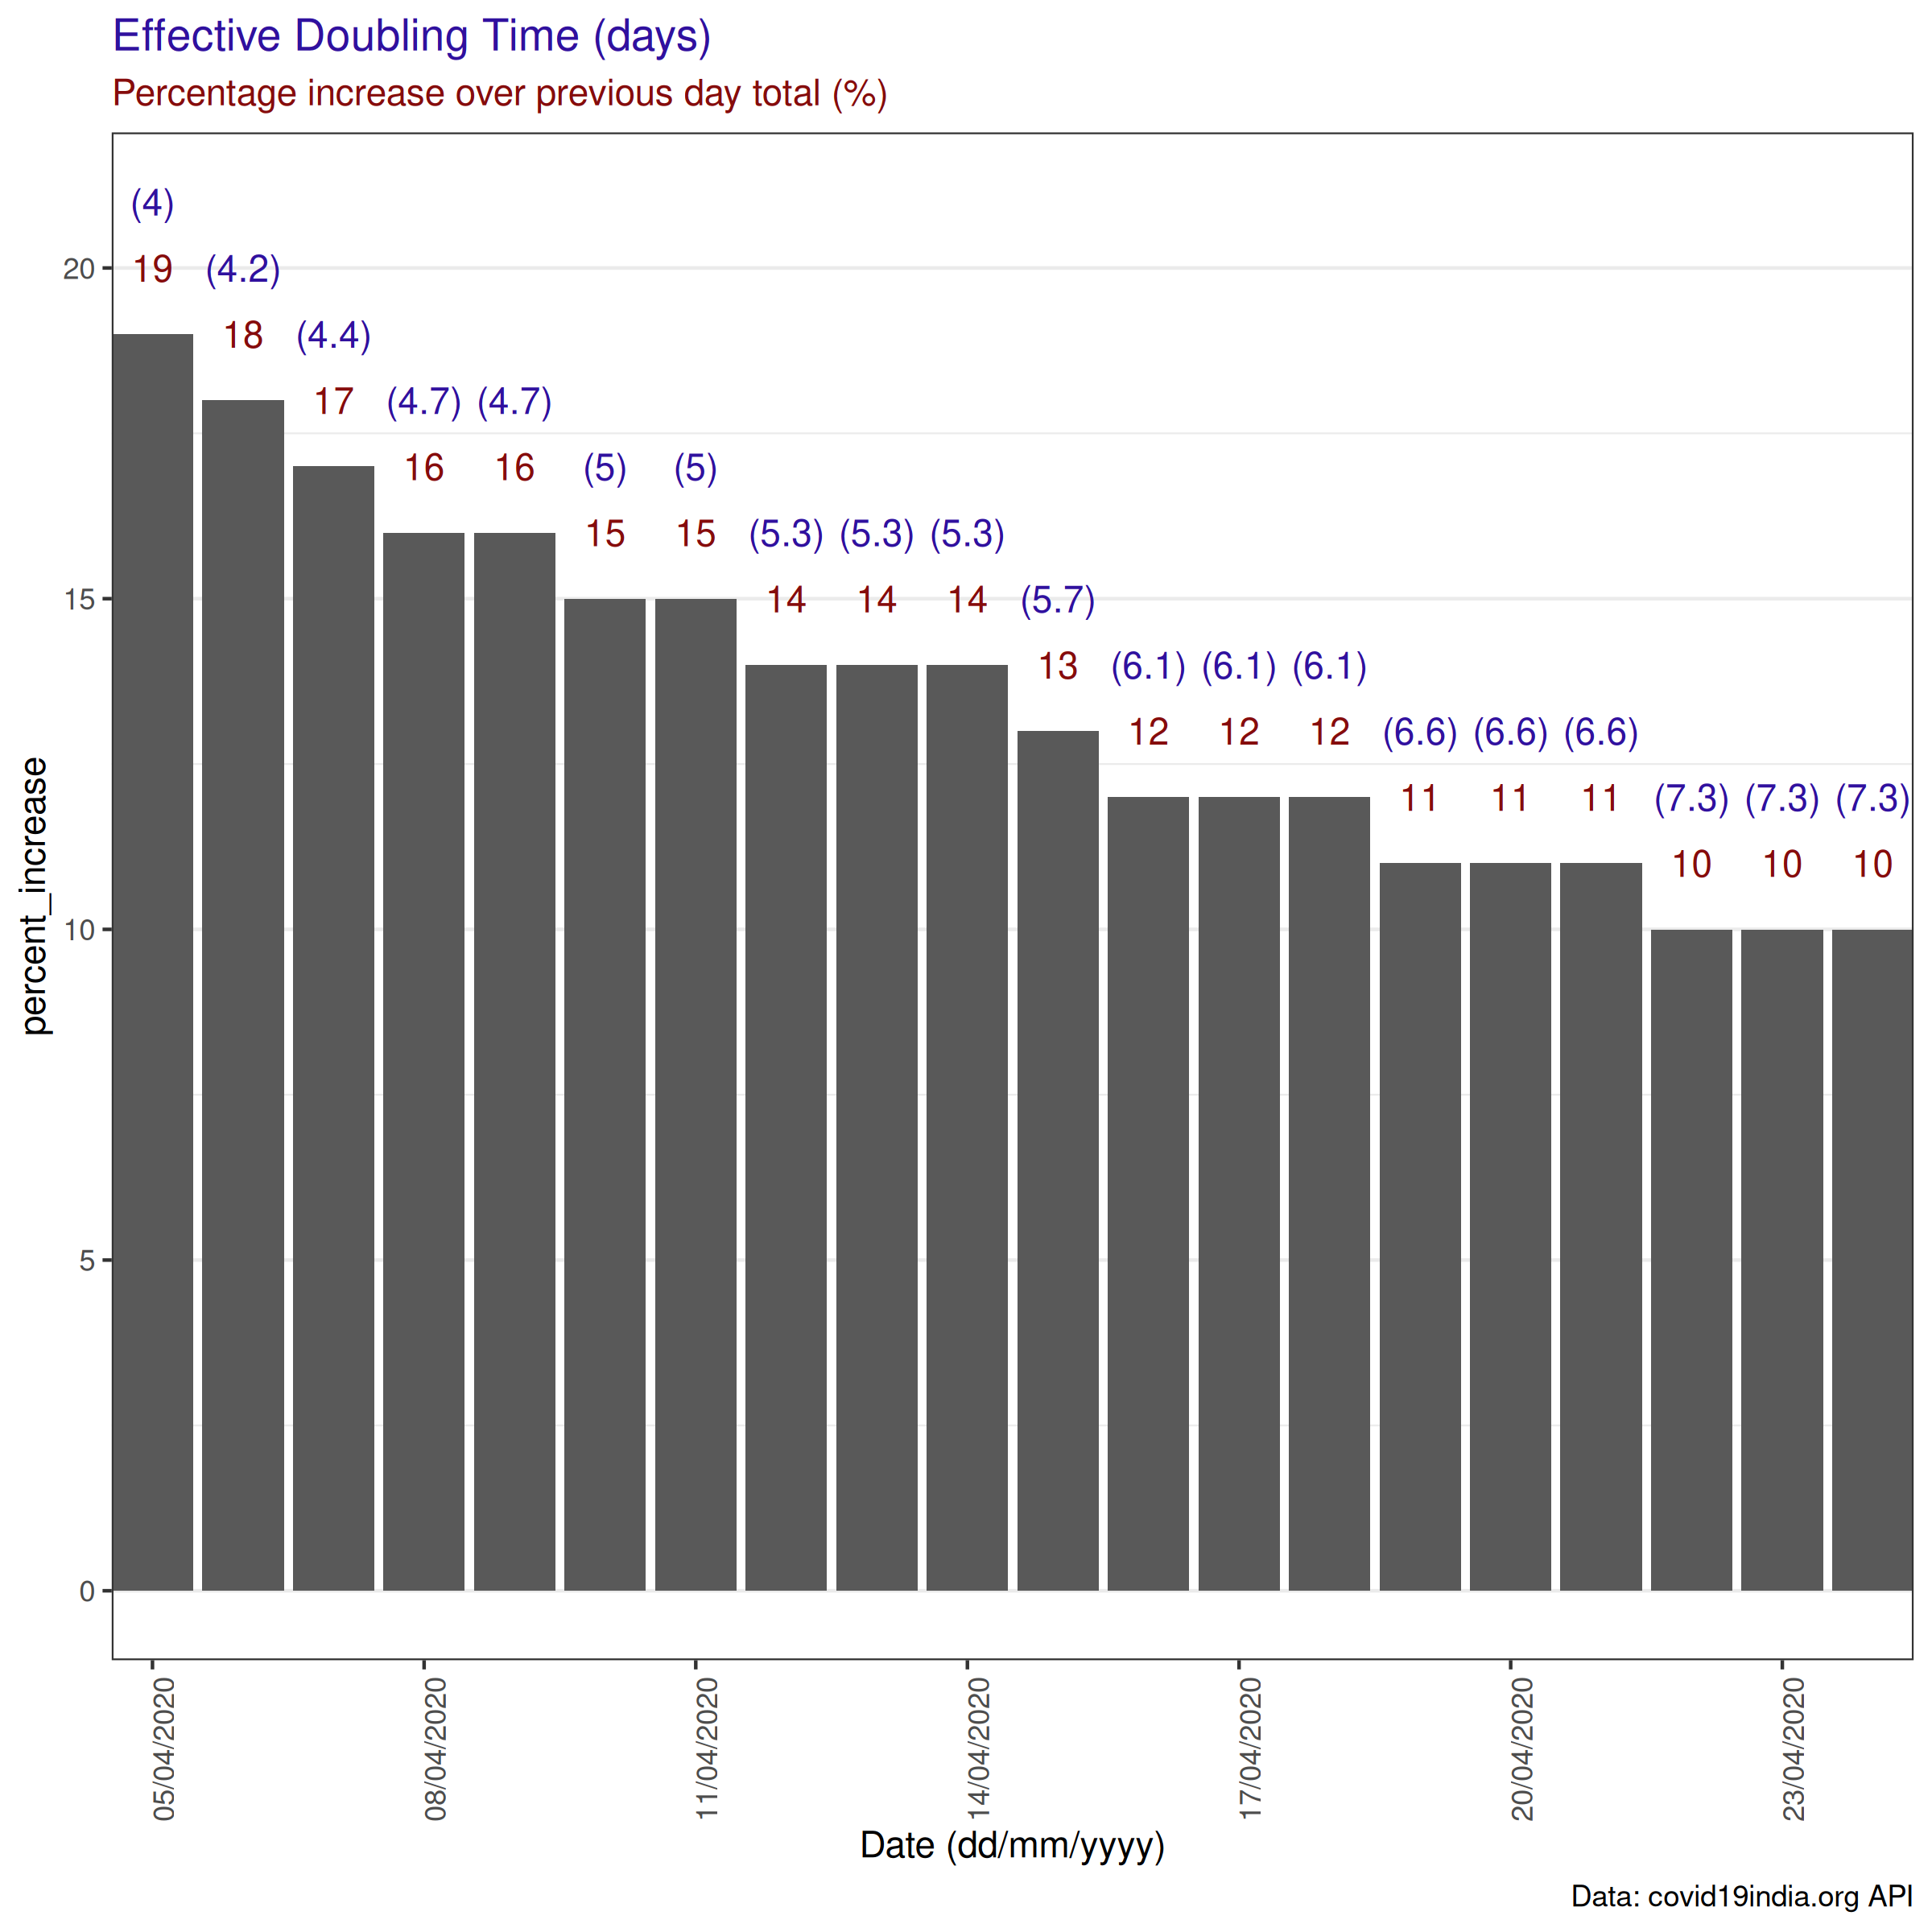 Effective Doubling Time (days)
Percentage increase over previous day total (%)
(4)
19 (4.2)
20
18 (4.4)
17 (4.7) (4.7)
16 16 (5) (5)
15 15 (5.3) (5.3) (5.3)
15
14 14 14 (5.7)
13 (6.1) (6.1) (6.1)
12 12 12 (6.6) (6.6) (6.6)
11 11 11 (7.3) (7.3) (7.3)
10 10 10
10
5
0
percent_increase
05/04/2020
08/04/2020
11/04/2020
14/04/2020
17/04/2020
20/04/2020
23/04/2020
Date (dd/mm/yyyy)
Data: covid19india.org API